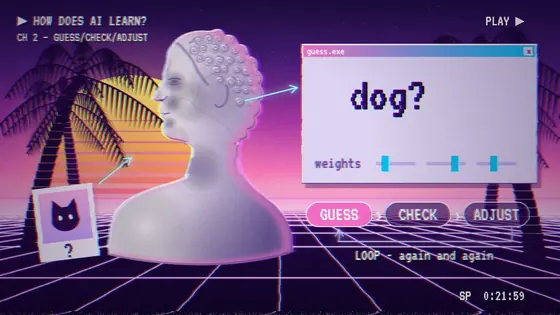 ▶ HOW DOES AI LEARN?
CH 2 - GUESS/CHECK/ADJUST
PLAY ▶
guess.exe
x
dog?
weights
?
GUESS › CHECK › ADJUST
LOOP - again and again
SP 0:21:59